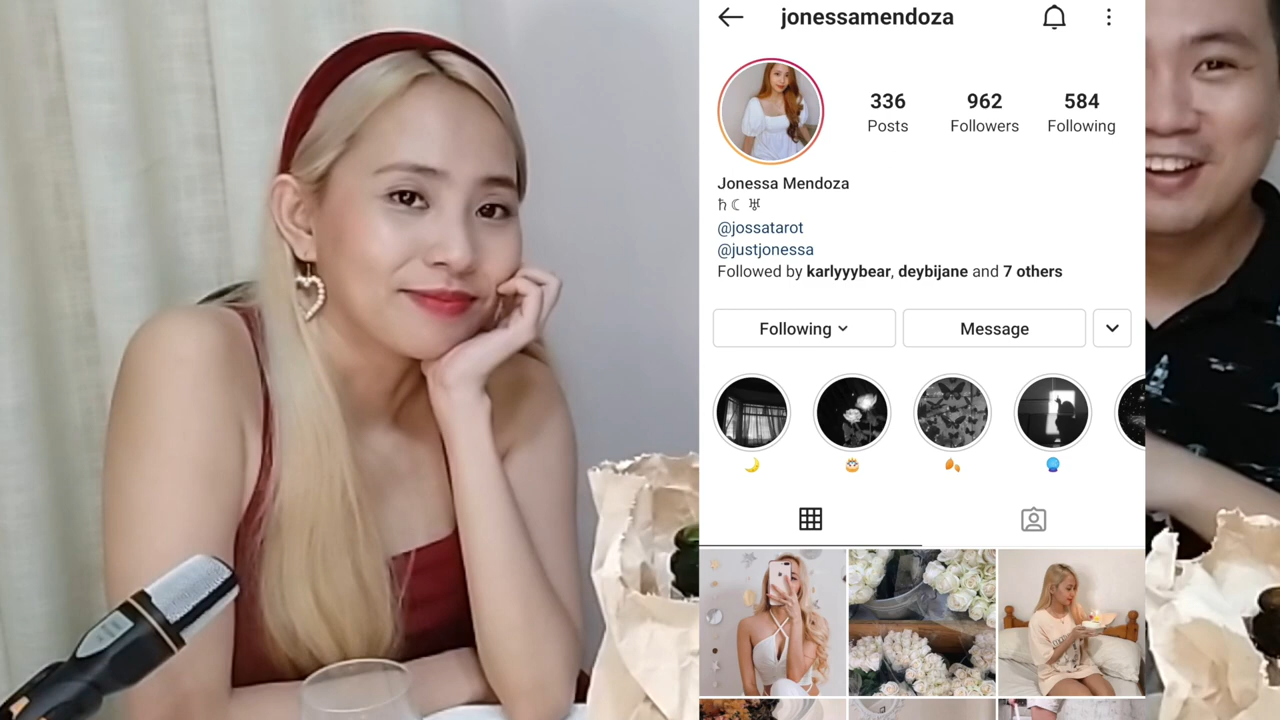 jonessamendoza
336 962 584
Posts Followers Following
Jonessa Mendoza
♄☾ ♅
@jossatarot
@justjonessa
Followed by karlyyybear, deybijane and 7 others
Following Message